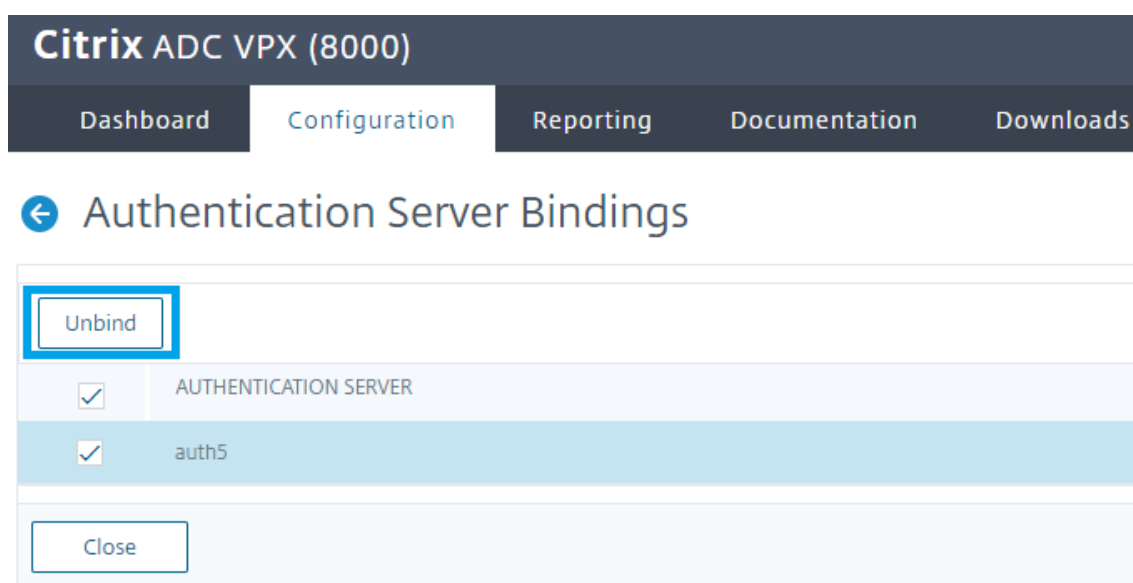 Citrix ADC VPX (8000)
Dashboard Configuration Reporting Documentation Downloads
Authentication Server Bindings
Unbind
AUTHENTICATION SERVER
auth5
Close